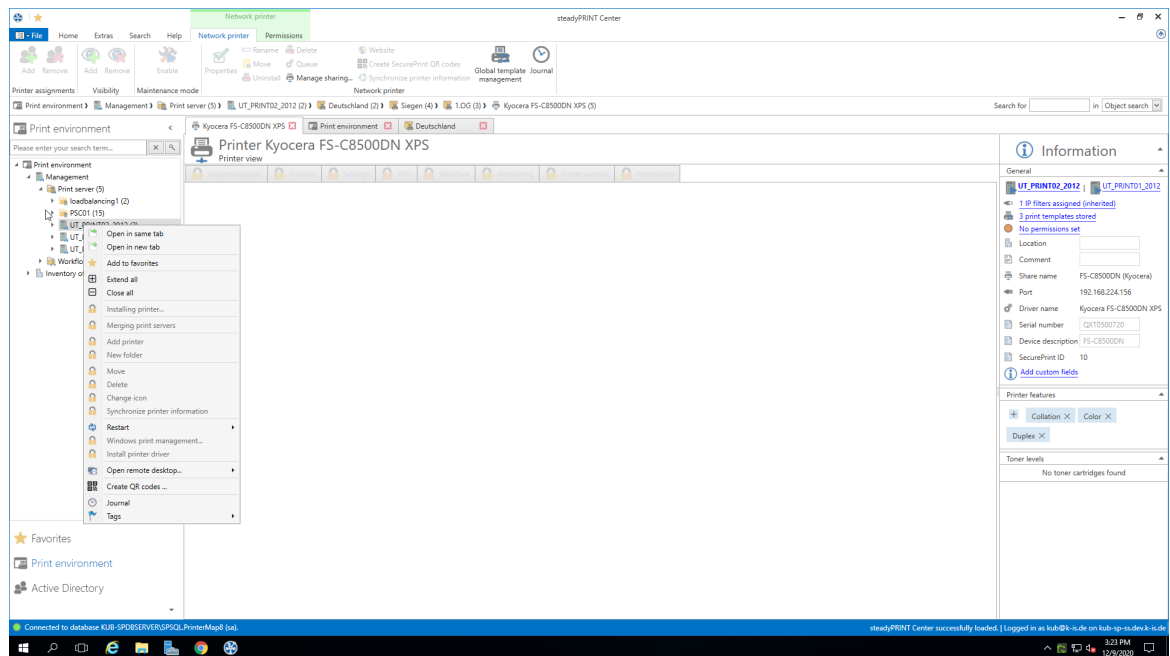 Network printer
steadyPRINT Center
File Home Extras Search Help Network printer Permissions
Rename Delete Website
Move Queue Create SecurePrint QR codes
Add Remove Add Remove Enable Properties Uninstall Manage sharing... Synchronize printer information Global template management Journal
Printer assignments Visibility Maintenance mode Network printer
Print environment Management Print server (5) UT_PRINT02_2012 (2) Deutschland (2) Siegen (4) 1.OG (3) Kyocera FS-C8500DN XPS (5)
Search for in Object search
Print environment
Kyocera FS-C8500DN XPS Print environment Deutschland
Please enter your search term...
Printer Kyocera FS-C8500DN XPS
Printer view
Print environment
Management
Print server (5)
loadbalancing1 (2)
PSC01 (15)
UT_PRINT02_2012 (2)
UT_
UT_
Workflo
Inventory of
Open in same tab
Open in new tab
Add to favorites
Extend all
Close all
Installing printer...
Merging print servers
Add printer
New folder
Move
Delete
Change icon
Synchronize printer information
Restart
Windows print management...
Install printer driver
Open remote desktop...
Create QR codes ...
Journal
Tags
Favorites
Print environment
Active Directory
Information
General
UT_PRINT02_2012 | UT_PRINT01_2012
1 IP filters assigned (inherited)
3 print templates stored
No permissions set
Location
Comment
Share name FS-C8500DN (Kyocera)
Port 192.168.224.156
Driver name Kyocera FS-C8500DN XPS
Serial number QXT0500720
Device description FS-C8500DN
SecurePrint ID 10
Add custom fields
Printer features
Collation Color
Duplex
Toner levels
No toner cartridges found
Connected to database KUB-SPDBSERVER\SPSQL.PrinterMap8 (sa).
steadyPRINT Center successfully loaded. | Logged in as kub@k-is.de on kub-sp-ss.dev.k-is.de
3:23 PM
12/9/2020